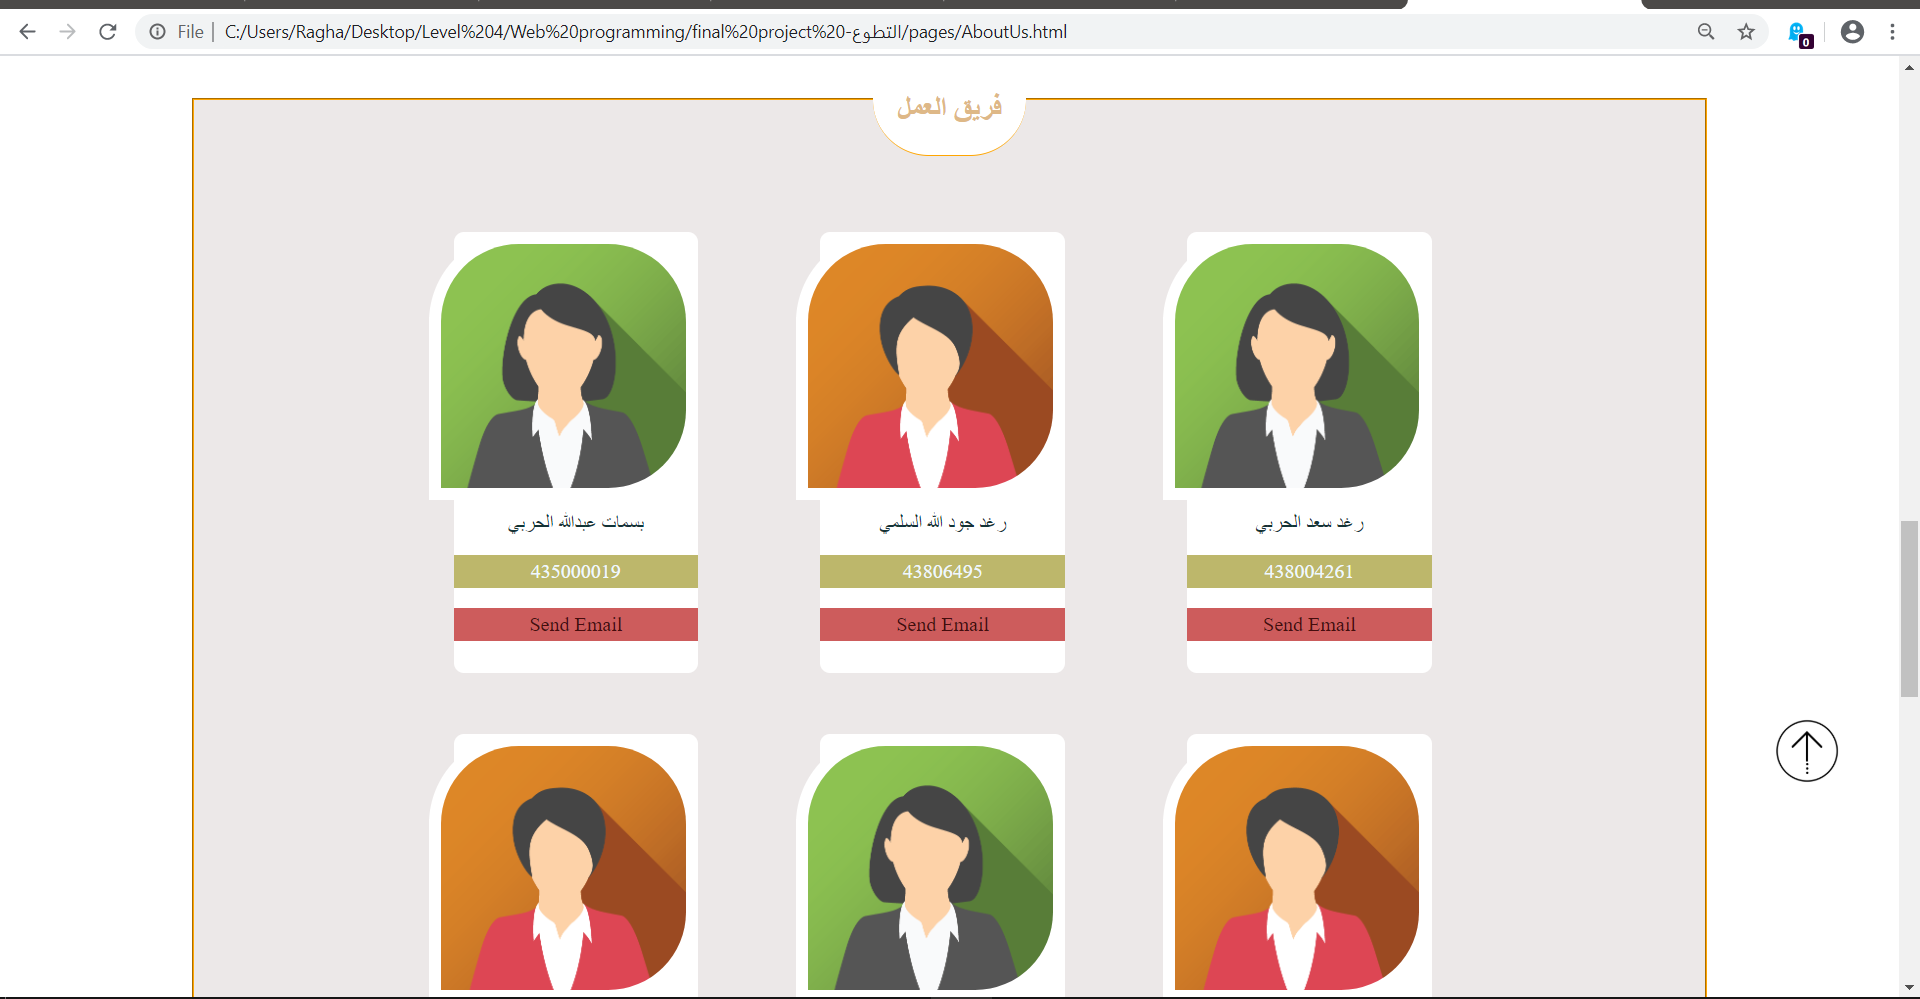 File
C:/Users/Ragha/Desktop/Level%204/Web%20programming/final%20project%20-التطوع/pages/AboutUs.html
0
فريق العمل
رغد سعد الحربي
438004261
Send Email
رغد جود الله السلمي
43806495
Send Email
بسمات عبدالله الحربي
435000019
Send Email